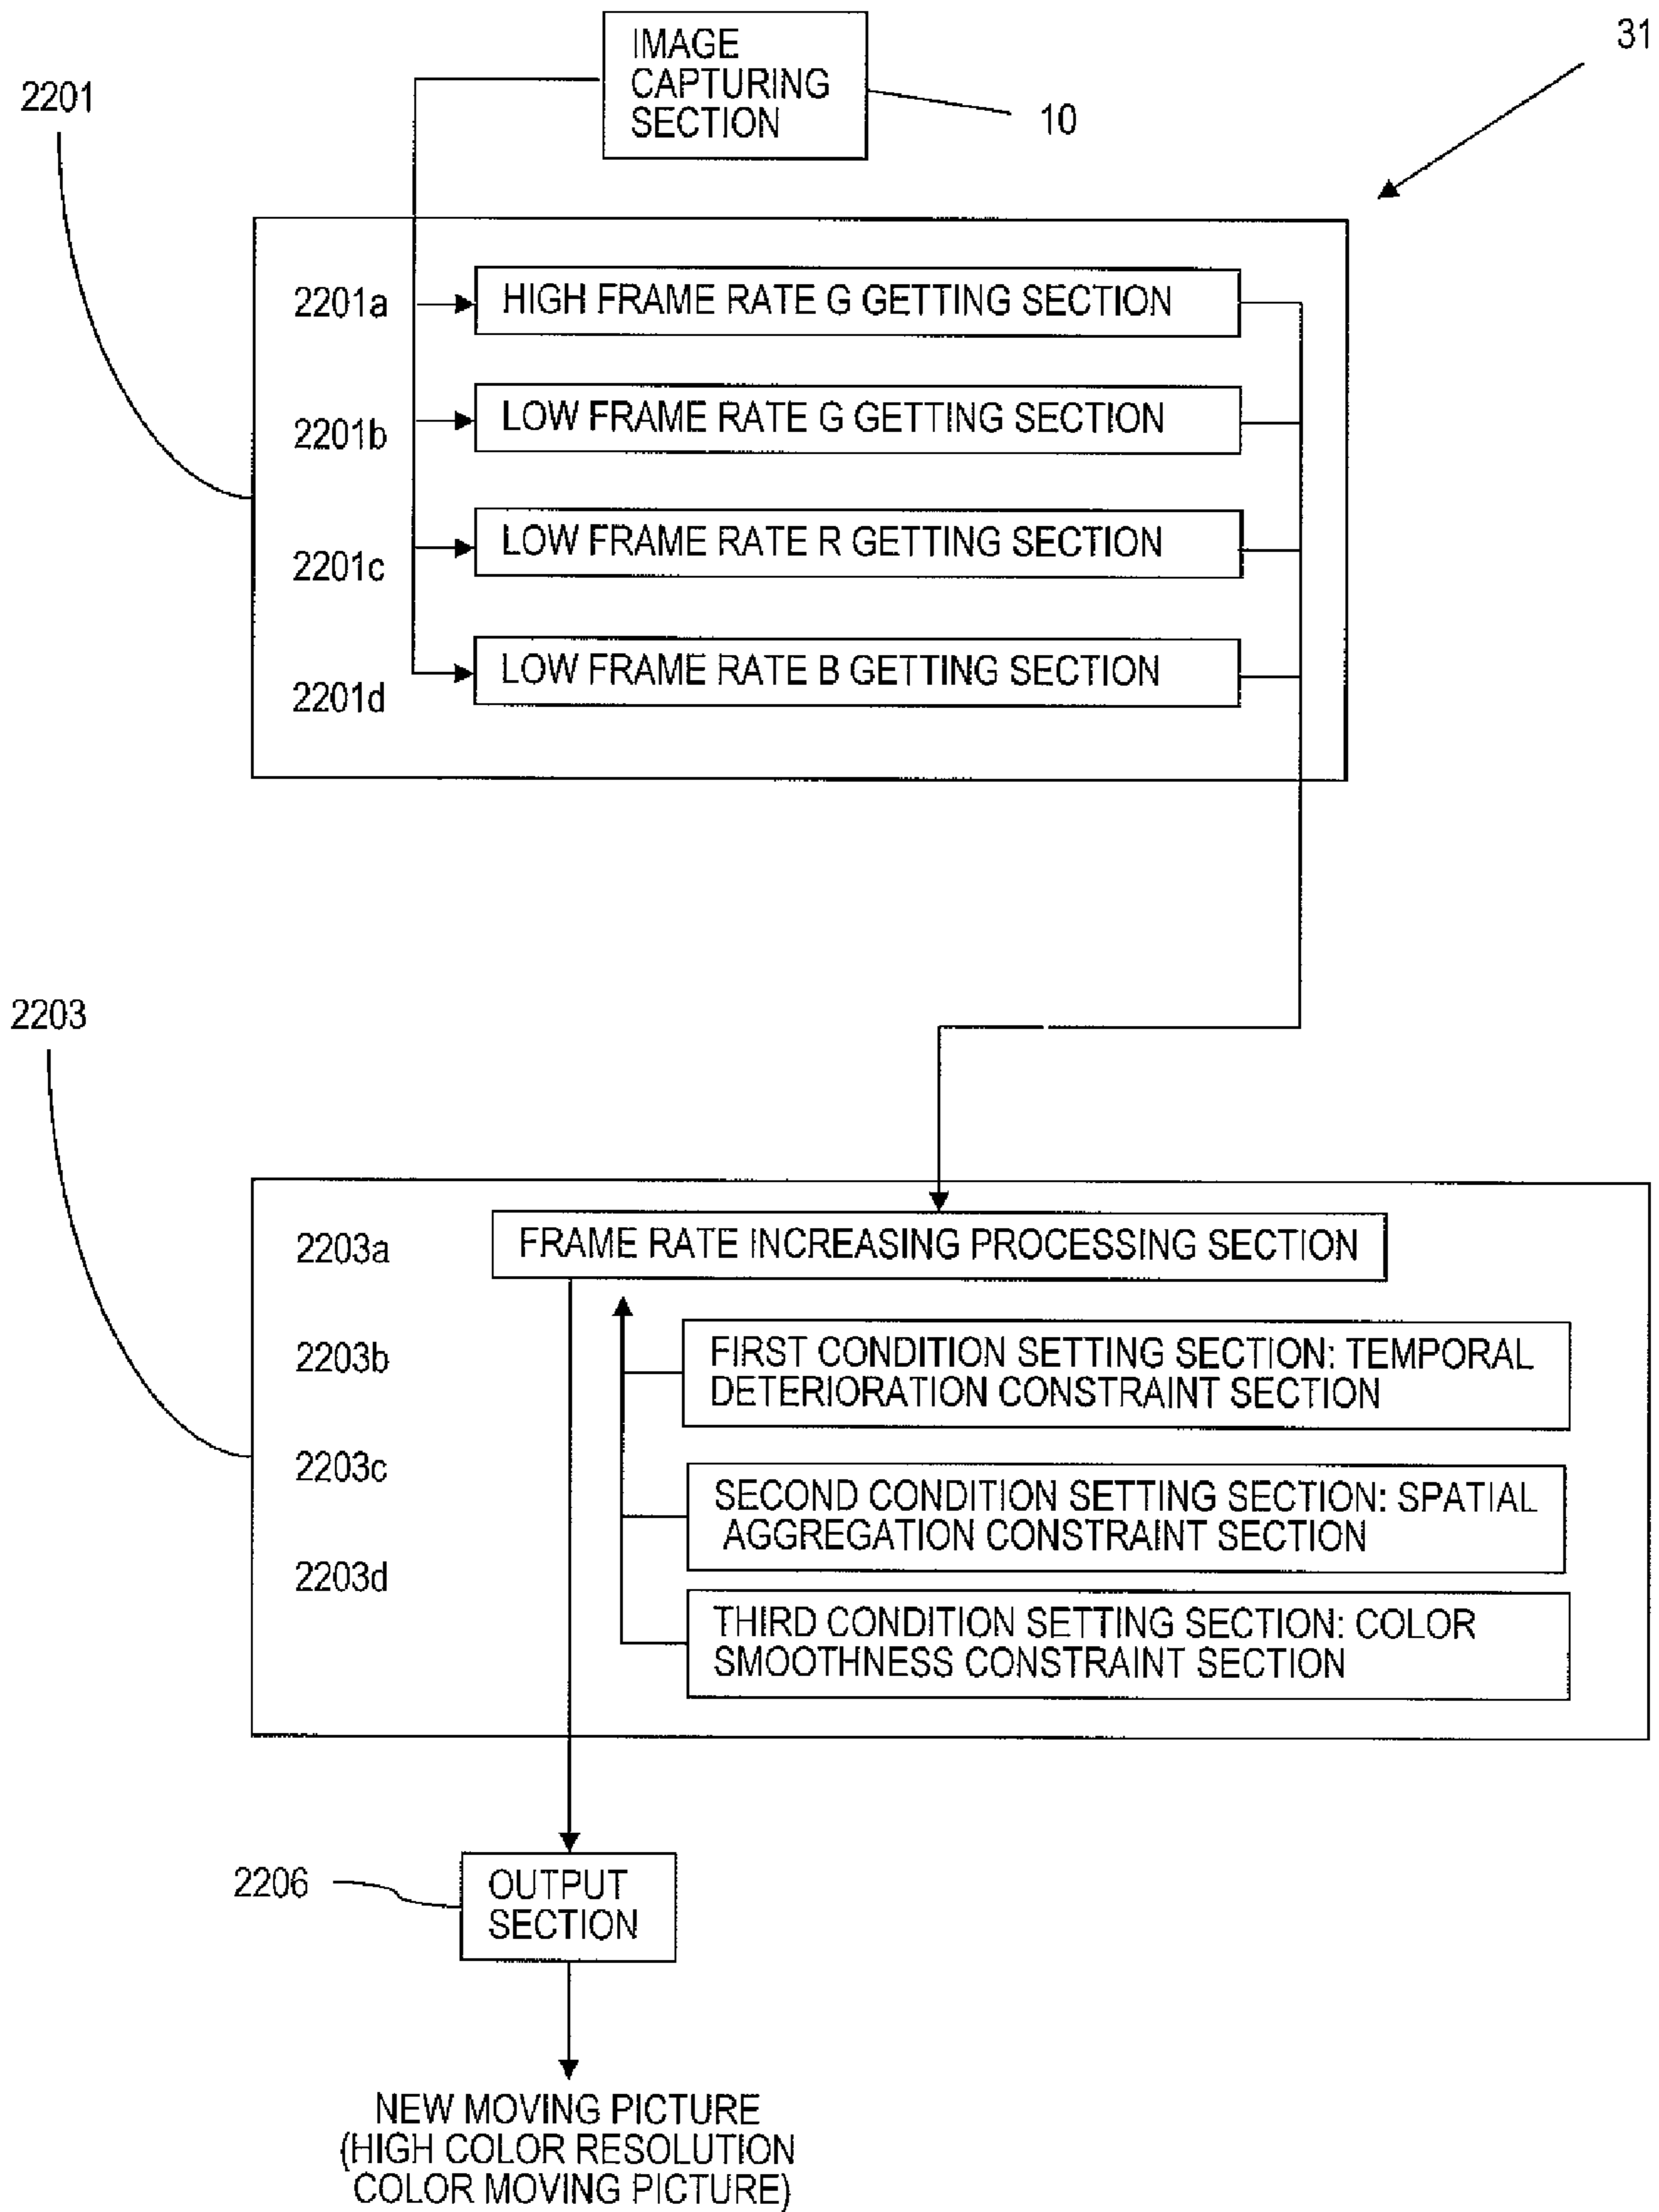 31
IMAGE
CAPTURING
SECTION
10
2201
2201a
HIGH FRAME RATE G GETTING SECTION
2201b
LOW FRAME RATE G GETTING SECTION
2201c
LOW FRAME RATE R GETTING SECTION
2201d
LOW FRAME RATE B GETTING SECTION
2203
2203a
FRAME RATE INCREASING PROCESSING SECTION
2203b
FIRST CONDITION SETTING SECTION: TEMPORAL
DETERIORATION CONSTRAINT SECTION
2203c
SECOND CONDITION SETTING SECTION: SPATIAL
AGGREGATION CONSTRAINT SECTION
2203d
THIRD CONDITION SETTING SECTION: COLOR
SMOOTHNESS CONSTRAINT SECTION
2206
OUTPUT
SECTION
NEW MOVING PICTURE
(HIGH COLOR RESOLUTION
COLOR MOVING PICTURE)